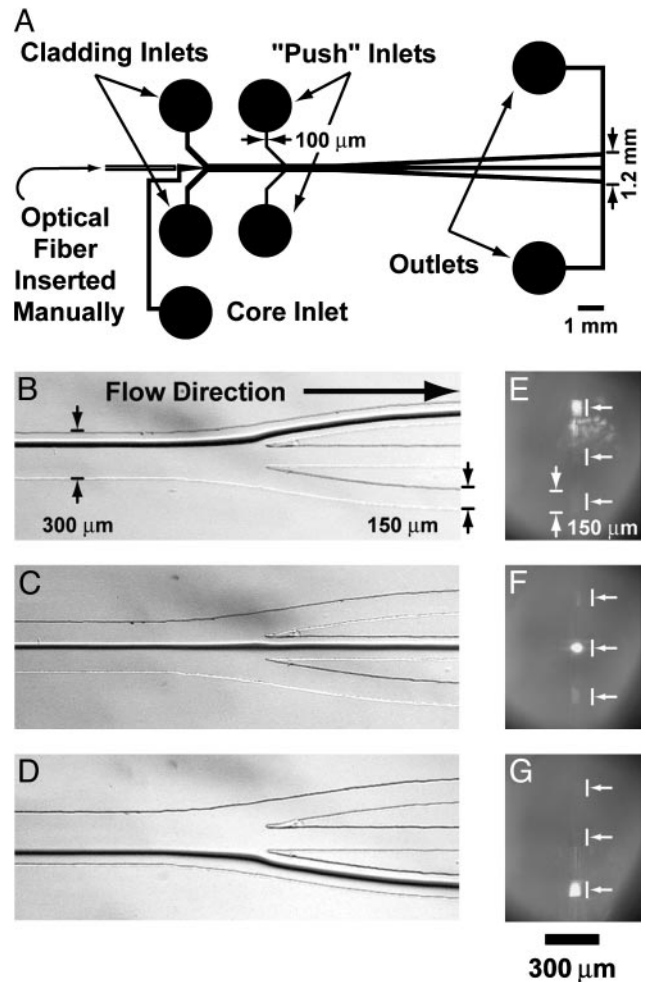 A
Cladding Inlets
"Push" Inlets
100 μm
1.2 mm
Optical
Fiber
Inserted
Manually
Core Inlet
Outlets
1 mm
B
Flow Direction
300 μm
150 μm
E
150 μm
C
F
D
G
300 μm